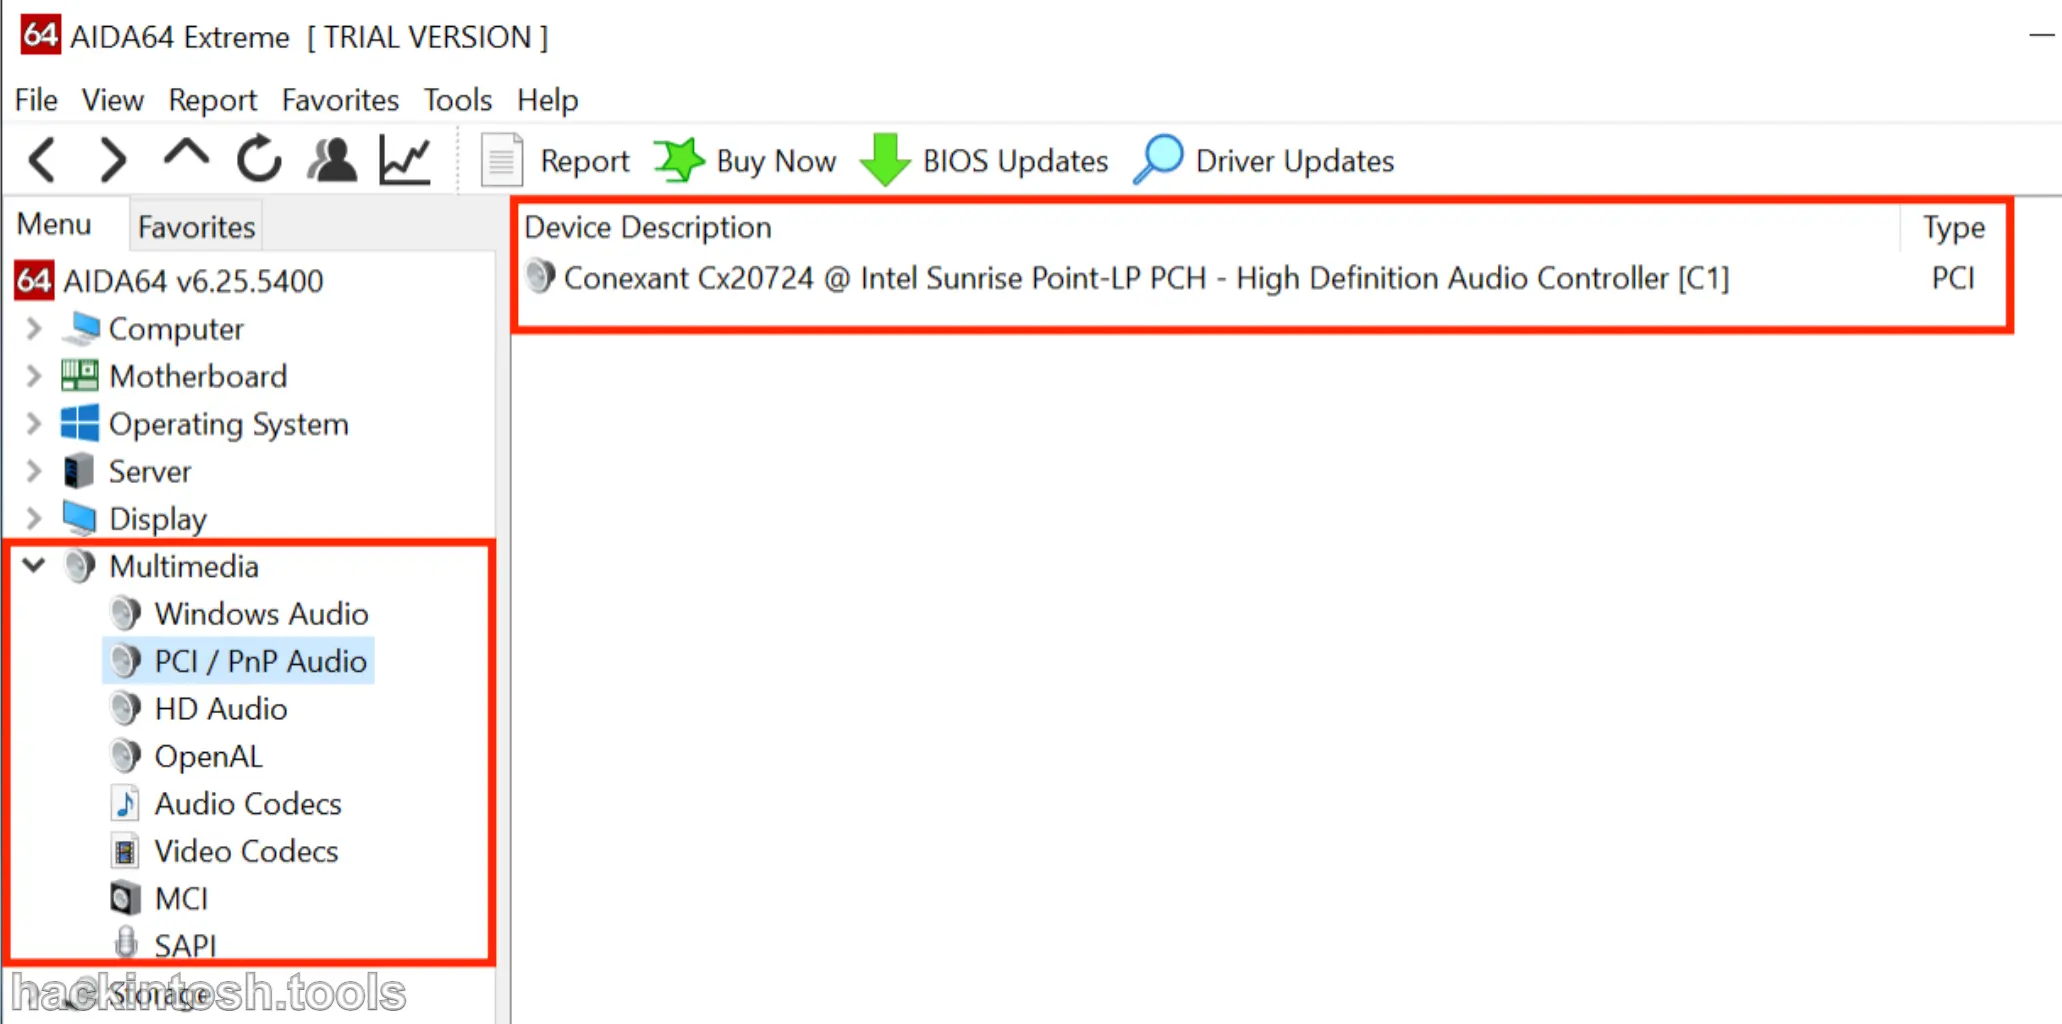 64 AIDA64 Extreme [ TRIAL VERSION ]
File View Report Favorites Tools Help
Report Buy Now BIOS Updates Driver Updates
Menu Favorites
Device Description Type
Conexant Cx20724 @ Intel Sunrise Point-LP PCH - High Definition Audio Controller [C1] PCI
64 AIDA64 v6.25.5400
Computer
Motherboard
Operating System
Server
Display
Multimedia
Windows Audio
PCI / PnP Audio
HD Audio
OpenAL
Audio Codecs
Video Codecs
MCI
SAPI
Storage
hackintosh.tools